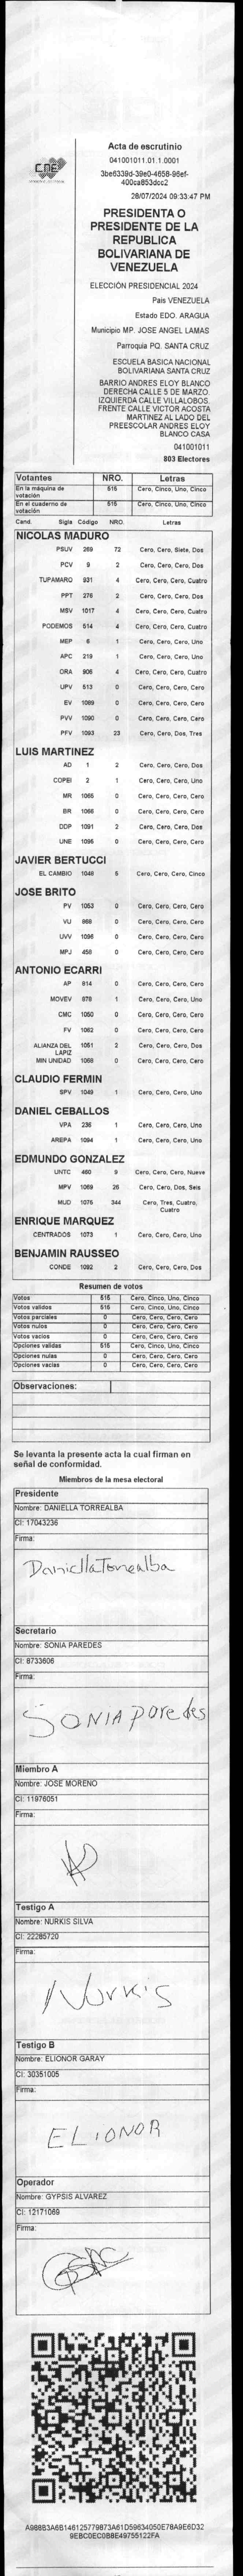 CNE
Acta de escrutinio
041001011.01.1.0001
3be6339d-39e0-4658-96ef-
400ca853dcc2
28/07/2024 09:33:47 PM
PRESIDENTA O
PRESIDENTE DE LA
REPUBLICA
BOLIVARIANA DE
VENEZUELA
ELECCIÓN PRESIDENCIAL 2024
Pais VENEZUELA
Estado EDO. ARAGUA
Municipio MP. JOSE ANGEL LAMAS
Parroquia PQ. SANTA CRUZ
ESCUELA BASICA NACIONAL
BOLIVARIANA SANTA CRUZ
BARRIO ANDRES ELOY BLANCO
DERECHA CALLE 5 DE MARZO.
IZQUIERDA CALLE VILLALOBOS.
FRENTE CALLE VICTOR ACOSTA
MARTINEZ AL LADO DEL
PREESCOLAR ANDRES ELOY
BLANCO CASA
041001011
803 Electores
Votantes NRO. Letras
En la máquina de votación 515 Cero, Cinco, Uno, Cinco
En el cuaderno de votación 515 Cero, Cinco, Uno, Cinco
Cand. Sigla Código NRO. Letras
NICOLAS MADURO
PSUV 269 72 Cero, Cero, Siete, Dos
PCV 9 2 Cero, Cero, Cero, Dos
TUPAMARO 931 4 Cero, Cero, Cero, Cuatro
PPT 276 2 Cero, Cero, Cero, Dos
MSV 1017 4 Cero, Cero, Cero, Cuatro
PODEMOS 514 4 Cero, Cero, Cero, Cuatro
MEP 6 1 Cero, Cero, Cero, Uno
APC 219 1 Cero, Cero, Cero, Uno
ORA 906 4 Cero, Cero, Cero, Cuatro
UPV 513 0 Cero, Cero, Cero, Cero
EV 1089 0 Cero, Cero, Cero, Cero
PVV 1090 0 Cero, Cero, Cero, Cero
PFV 1093 23 Cero, Cero, Dos, Tres
LUIS MARTINEZ
AD 1 2 Cero, Cero, Cero, Dos
COPEI 2 1 Cero, Cero, Cero, Uno
MR 1065 0 Cero, Cero, Cero, Cero
BR 1066 0 Cero, Cero, Cero, Cero
DDP 1091 2 Cero, Cero, Cero, Dos
UNE 1095 0 Cero, Cero, Cero, Cero
JAVIER BERTUCCI
EL CAMBIO 1048 5 Cero, Cero, Cero, Cinco
JOSE BRITO
PV 1053 0 Cero, Cero, Cero, Cero
VU 868 0 Cero, Cero, Cero, Cero
UVV 1096 0 Cero, Cero, Cero, Cero
MPJ 458 0 Cero, Cero, Cero, Cero
ANTONIO ECARRI
AP 814 0 Cero, Cero, Cero, Cero
MOVEV 878 1 Cero, Cero, Cero, Uno
CMC 1050 0 Cero, Cero, Cero, Cero
FV 1062 0 Cero, Cero, Cero, Cero
ALIANZA DEL LAPIZ 1051 2 Cero, Cero, Cero, Dos
MIN UNIDAD 1068 0 Cero, Cero, Cero, Cero
CLAUDIO FERMIN
SPV 1049 1 Cero, Cero, Cero, Uno
DANIEL CEBALLOS
VPA 236 1 Cero, Cero, Cero, Uno
AREPA 1094 1 Cero, Cero, Cero, Uno
EDMUNDO GONZALEZ
UNTC 460 9 Cero, Cero, Cero, Nueve
MPV 1069 26 Cero, Cero, Dos, Seis
MUD 1076 344 Cero, Tres, Cuatro, Cuatro
ENRIQUE MARQUEZ
CENTRADOS 1073 1 Cero, Cero, Cero, Uno
BENJAMIN RAUSSEO
CONDE 1092 2 Cero, Cero, Cero, Dos
Resumen de votos
Votos 515 Cero, Cinco, Uno, Cinco
Votos validos 515 Cero, Cinco, Uno, Cinco
Votos parciales 0 Cero, Cero, Cero, Cero
Votos nulos 0 Cero, Cero, Cero, Cero
Votos vacios 0 Cero, Cero, Cero, Cero
Opciones validas 515 Cero, Cinco, Uno, Cinco
Opciones nulas 0 Cero, Cero, Cero, Cero
Opciones vacias 0 Cero, Cero, Cero, Cero
Observaciones:
Se levanta la presente acta la cual firman en
señal de conformidad.
Miembros de la mesa electoral
Presidente
Nombre: DANIELLA TORREALBA
CI: 17043236
Firma:
Daniella Torrealba
Secretario
Nombre: SONIA PAREDES
CI: 8733606
Firma:
SONIA paredes
Miembro A
Nombre: JOSE MORENO
CI: 11976051
Firma:
Testigo A
Nombre: NURKIS SILVA
CI: 22285720
Firma:
Nurkis
Testigo B
Nombre: ELIONOR GARAY
CI: 30351005
Firma:
ELIONOR
Operador
Nombre: GYPSIS ALVAREZ
CI: 12171069
Firma:
A988B3A6B146125779873A61D59634050E78A9E6D32
9EBC0EC0B8E49755122FA